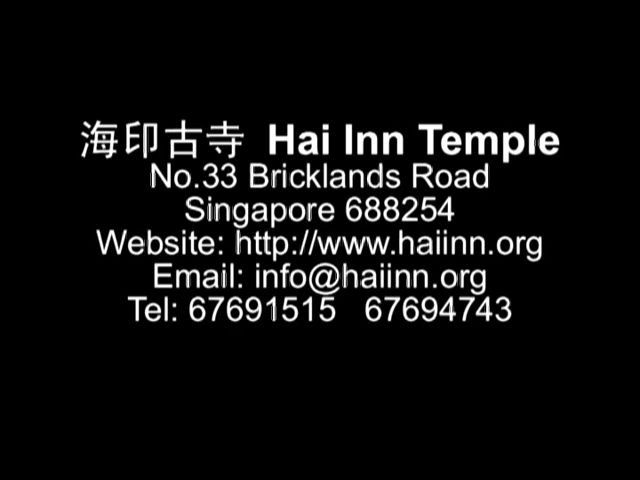 海印古寺 Hai Inn Temple
No.33 Bricklands Road
Singapore 688254
Website: http://www.haiinn.org
Email: info@haiinn.org
Tel: 67691515 67694743